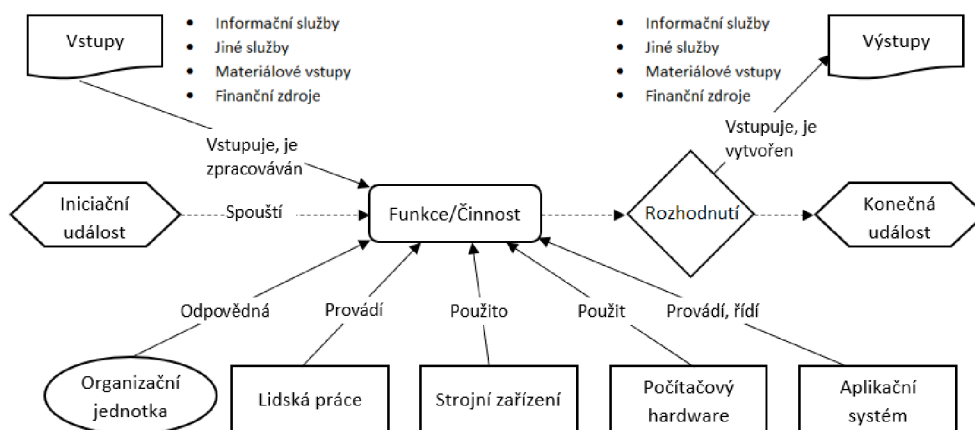 Vstupy
• Informační služby
• Jiné služby
• Materiálové vstupy
• Finanční zdroje
• Informační služby
• Jiné služby
• Materiálové vstupy
• Finanční zdroje
Výstupy
Vstupuje, je
zpracováván
Vstupuje, je
vytvořen
Iniciační
událost
Spouští
Funkce/Činnost
Rozhodnutí
Konečná
událost
Odpovědná
Provádí
Použito
Použit
Provádí, řídí
Organizační
jednotka
Lidská práce
Strojní zařízení
Počítačový
hardware
Aplikační
systém